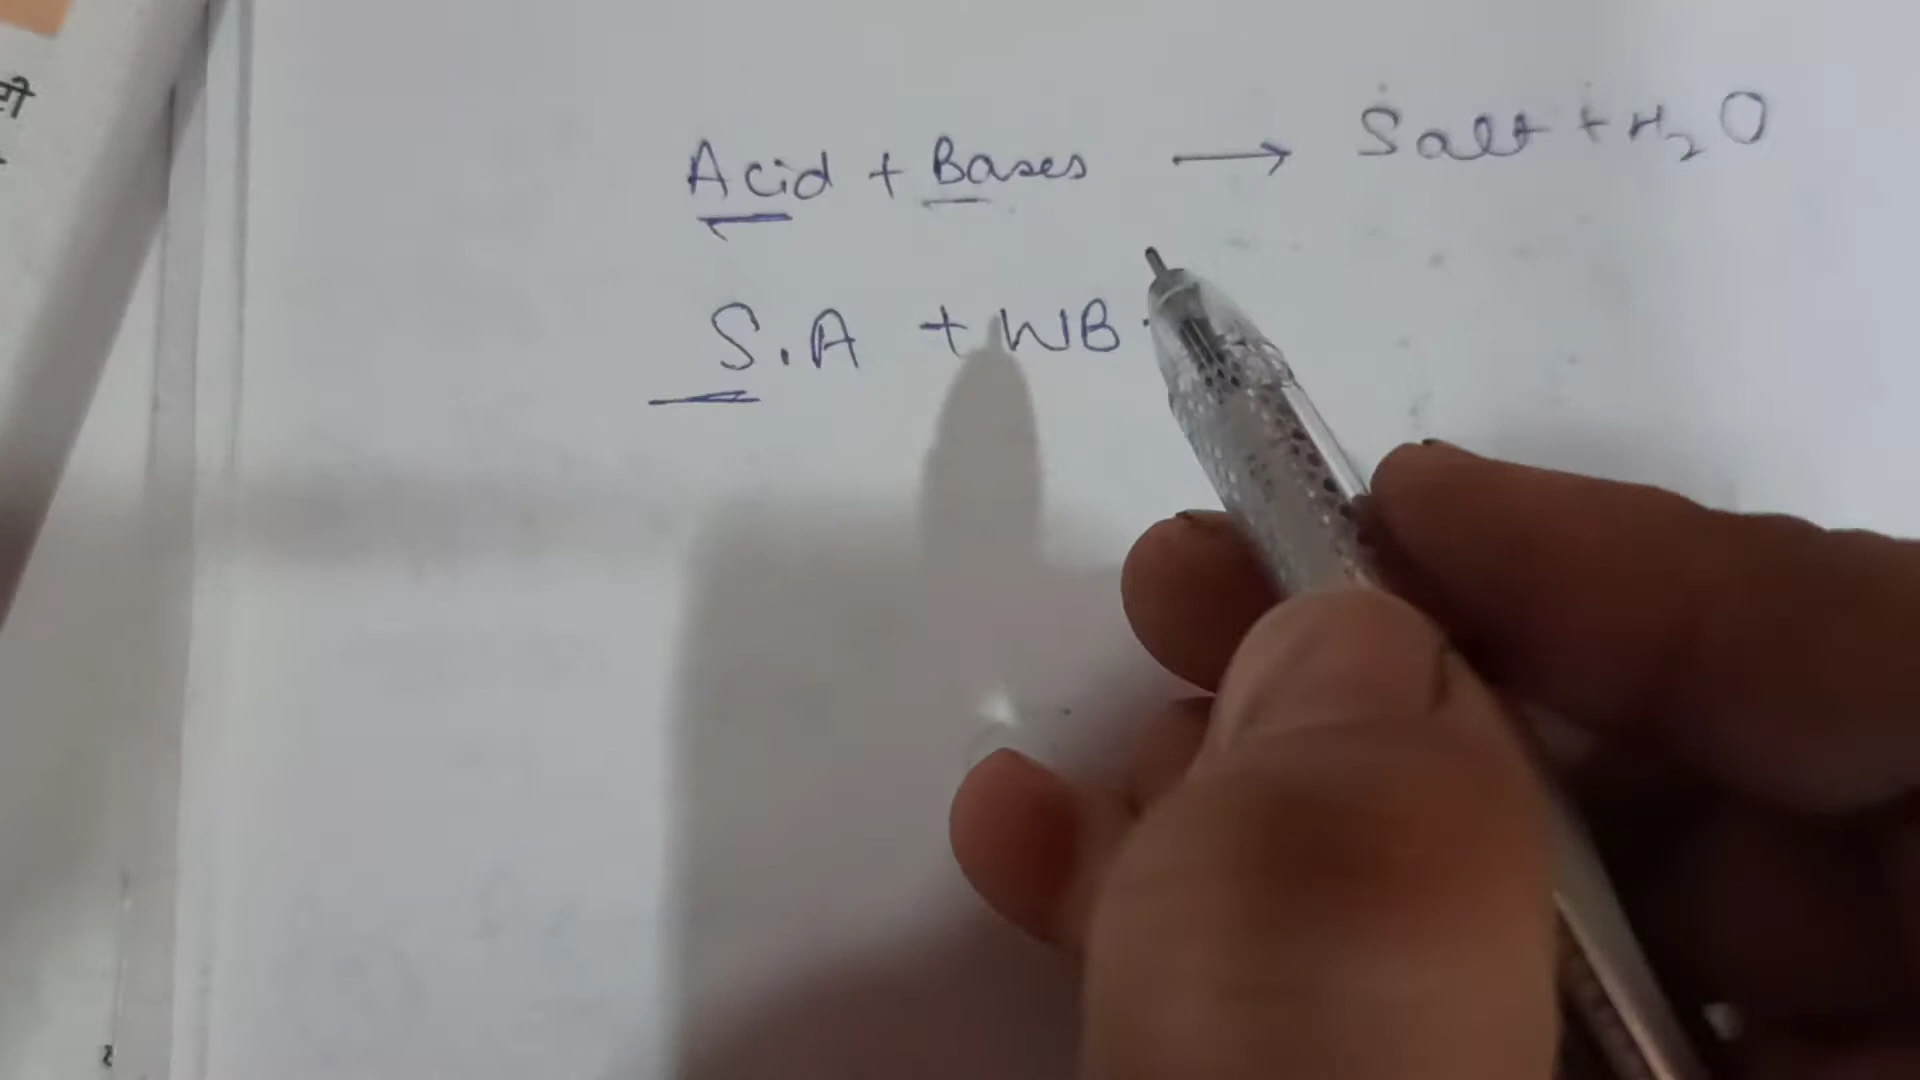 Acid + Bases → Salt + H₂O
S.A + WB